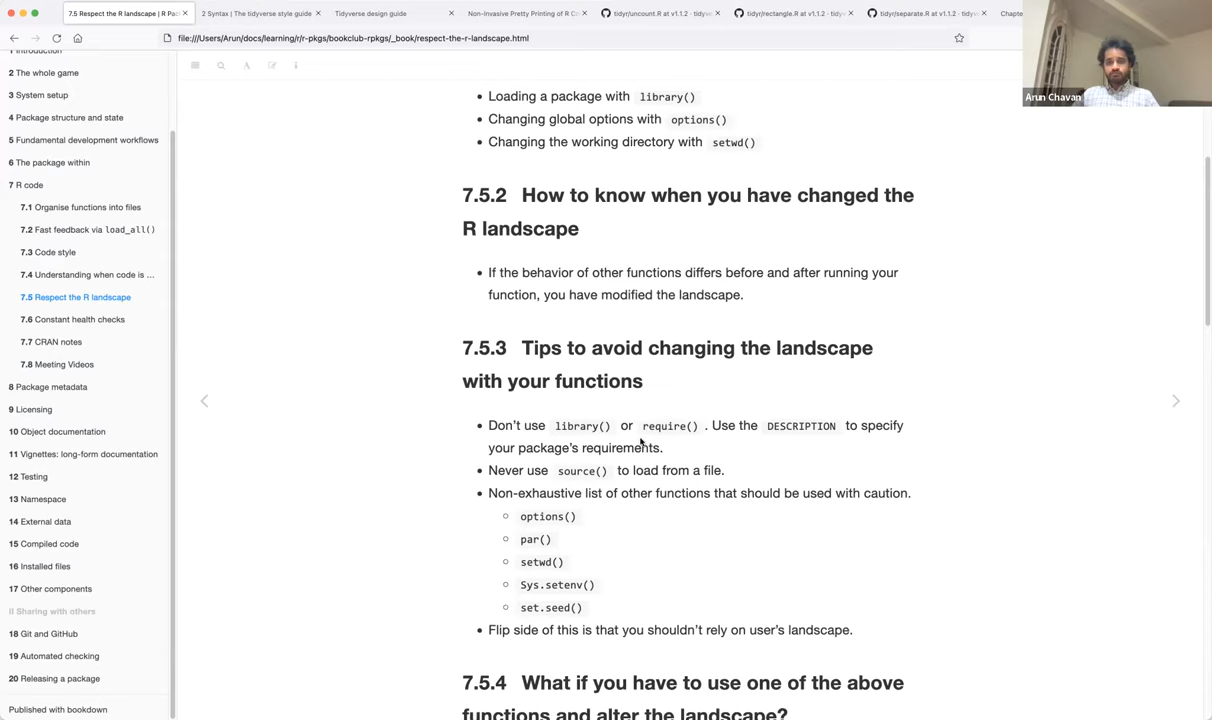 7.5 Respect the R landscape | R Pac
2 Syntax | The tidyverse style guide
Tidyverse design guide
Non-Invasive Pretty Printing of R C
tidyr/uncount.R at v1.1.2 · tidyv
tidyr/rectangle.R at v1.1.2 · tidyv
tidyr/separate.R at v1.1.2 · tidyv
Chapte
file:///Users/Arun/docs/learning/r/r-pkgs/bookclub-rpkgs/_book/respect-the-r-landscape.html
Arun Chavan
1 Introduction
2 The whole game
3 System setup
4 Package structure and state
5 Fundamental development workflows
6 The package within
7 R code
7.1 Organise functions into files
7.2 Fast feedback via load_all()
7.3 Code style
7.4 Understanding when code is ...
7.5 Respect the R landscape
7.6 Constant health checks
7.7 CRAN notes
7.8 Meeting Videos
8 Package metadata
9 Licensing
10 Object documentation
11 Vignettes: long-form documentation
12 Testing
13 Namespace
14 External data
15 Compiled code
16 Installed files
17 Other components
II Sharing with others
18 Git and GitHub
19 Automated checking
20 Releasing a package
Published with bookdown
• Loading a package with library()
• Changing global options with options()
• Changing the working directory with setwd()
7.5.2 How to know when you have changed the
R landscape
• If the behavior of other functions differs before and after running your
function, you have modified the landscape.
7.5.3 Tips to avoid changing the landscape
with your functions
• Don’t use library() or require() . Use the DESCRIPTION to specify
your package’s requirements.
• Never use source() to load from a file.
• Non-exhaustive list of other functions that should be used with caution.
○ options()
○ par()
○ setwd()
○ Sys.setenv()
○ set.seed()
• Flip side of this is that you shouldn’t rely on user’s landscape.
7.5.4 What if you have to use one of the above
functions and alter the landscape?